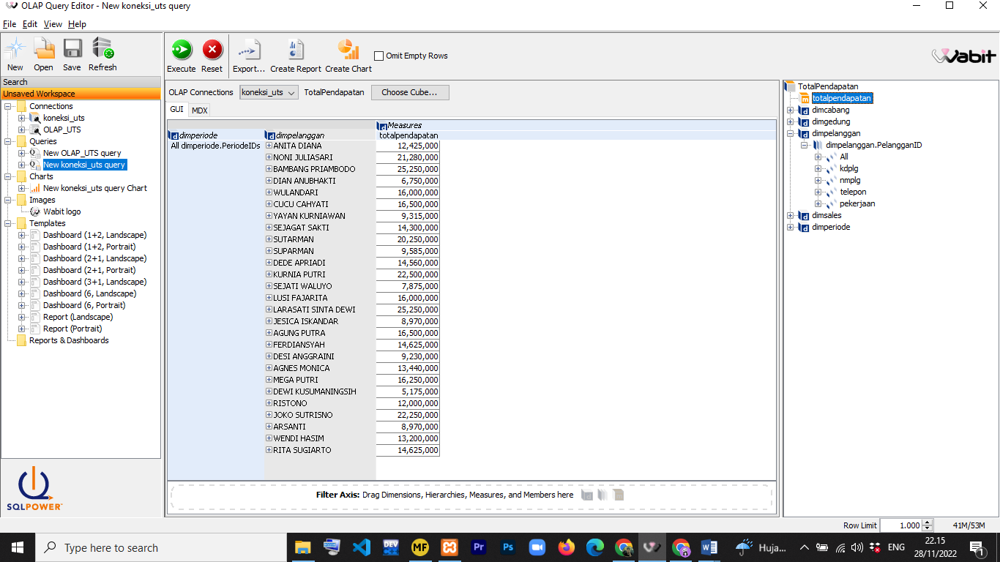 OLAP Query Editor - New koneksi_uts query
File Edit View Help
New Open Save Refresh
Search
Unsaved Workspace
Connections
koneksi_uts
OLAP_UTS
Queries
New OLAP_UTS query
New koneksi_uts query
Charts
New koneksi_uts query Chart
Images
Wabit logo
Templates
Dashboard (1+2, Landscape)
Dashboard (1+2, Portrait)
Dashboard (2+1, Landscape)
Dashboard (2+1, Portrait)
Dashboard (3+1, Landscape)
Dashboard (6, Landscape)
Dashboard (6, Portrait)
Report (Landscape)
Report (Portrait)
Reports & Dashboards
SQLPOWER
Execute Reset Export... Create Report Create Chart Omit Empty Rows
Wabit
OLAP Connections koneksi_uts TotalPendapatan Choose Cube...
GUI MDX
Measures
dimperiode dimpelanggan totalpendapatan
All dimperiode.PeriodeIDs ANITA DIANA 12,425,000
NONI JULIASARI 21,280,000
BAMBANG PRIAMBODO 25,250,000
DIAN ANUBHAKTI 6,750,000
WULANDARI 16,000,000
CUCU CAHYATI 16,500,000
YAYAN KURNIAWAN 9,315,000
SEJAGAT SAKTI 14,300,000
SUTARMAN 20,250,000
SUPARMAN 9,585,000
DEDE APRIADI 14,560,000
KURNIA PUTRI 22,500,000
SEJATI WALUYO 7,875,000
LUSI FAJARITA 16,000,000
LARASATI SINTA DEWI 25,250,000
JESICA ISKANDAR 8,970,000
AGUNG PUTRA 16,500,000
FERDIANSYAH 14,625,000
DESI ANGGRAINI 9,230,000
AGNES MONICA 13,440,000
MEGA PUTRI 16,250,000
DEWI KUSUMANINGSIH 5,175,000
RISTONO 12,000,000
JOKO SUTRISNO 22,250,000
ARSANTI 8,970,000
WENDI HASIM 13,200,000
RITA SUGIARTO 14,625,000
Filter Axis: Drag Dimensions, Hierarchies, Measures, and Members here
TotalPendapatan
totalpendapatan
dimcabang
dimgedung
dimpelanggan
dimpelanggan.PelangganID
All
kdplg
nmplg
telepon
pekerjaan
dimsales
dimperiode
Row Limit 1.000 41M/53M
Type here to search
DEV
MF
Pr
Ps
Huja...
ENG
22.15
28/11/2022
1